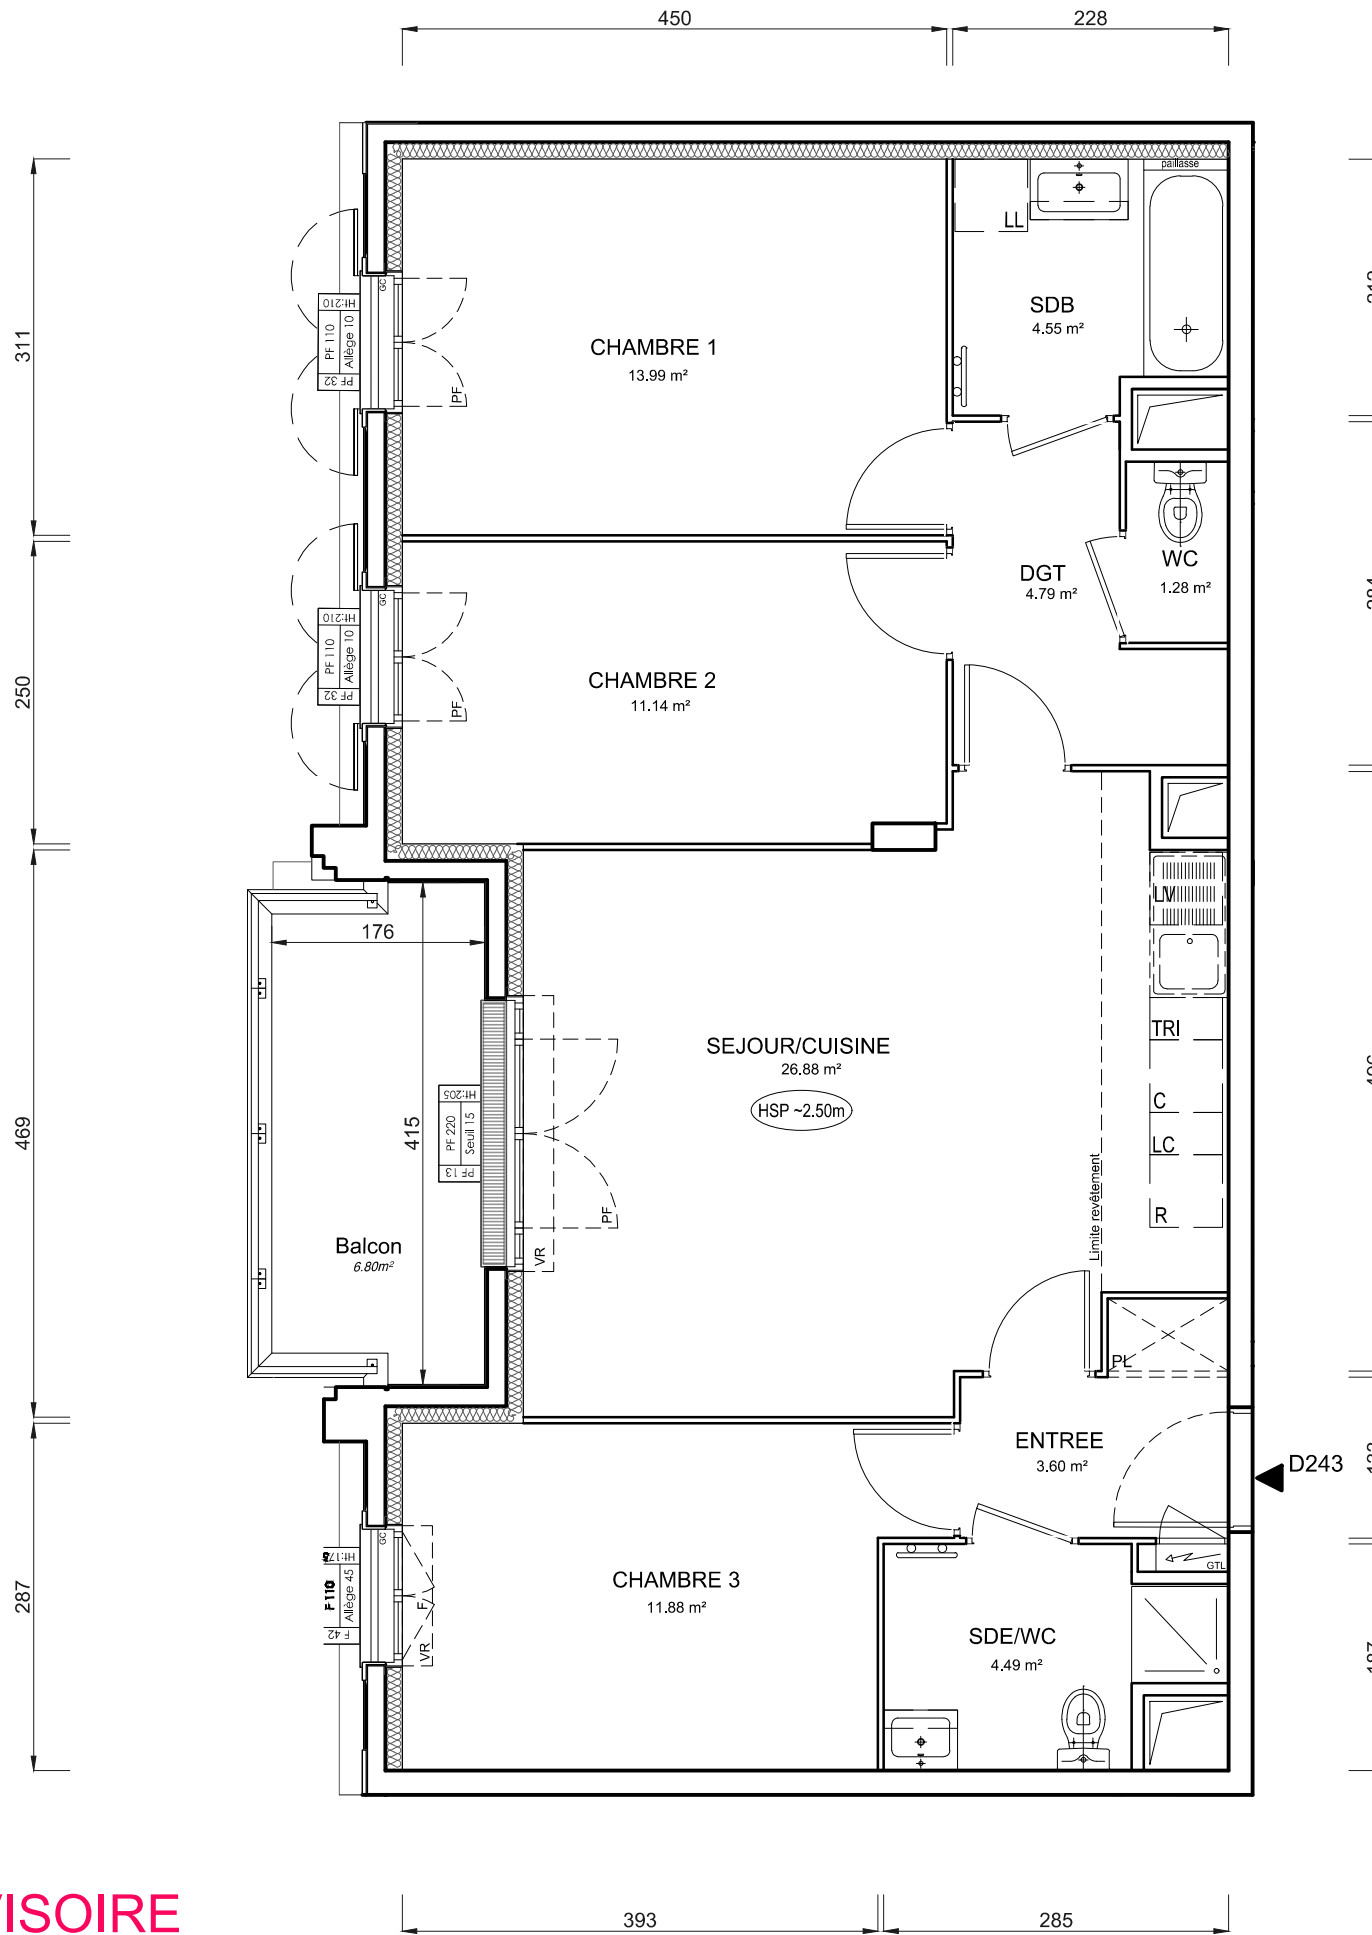 450
228
paillasse
LL
SDB
4.55 m²
311
Ht:210
PF 110
Allège 10
PF 32
GC
PF
CHAMBRE 1
13.99 m²
WC
1.28 m²
DGT
4.79 m²
250
Ht:210
PF 110
Allège 10
PF 32
GC
PF
CHAMBRE 2
11.14 m²
176
415
469
LV
TRI
C
LC
R
SEJOUR/CUISINE
26.88 m²
HSP ~2.50m
Ht:205
PF 220
Seuil 15
PF 13
PF
VR
Limite revêtement
Balcon
6.80m²
PL
ENTREE
3.60 m²
D243
GTL
287
F 110
Allège 45
F 42
GC
F
VR
CHAMBRE 3
11.88 m²
SDE/WC
4.49 m²
VISOIRE
393
285